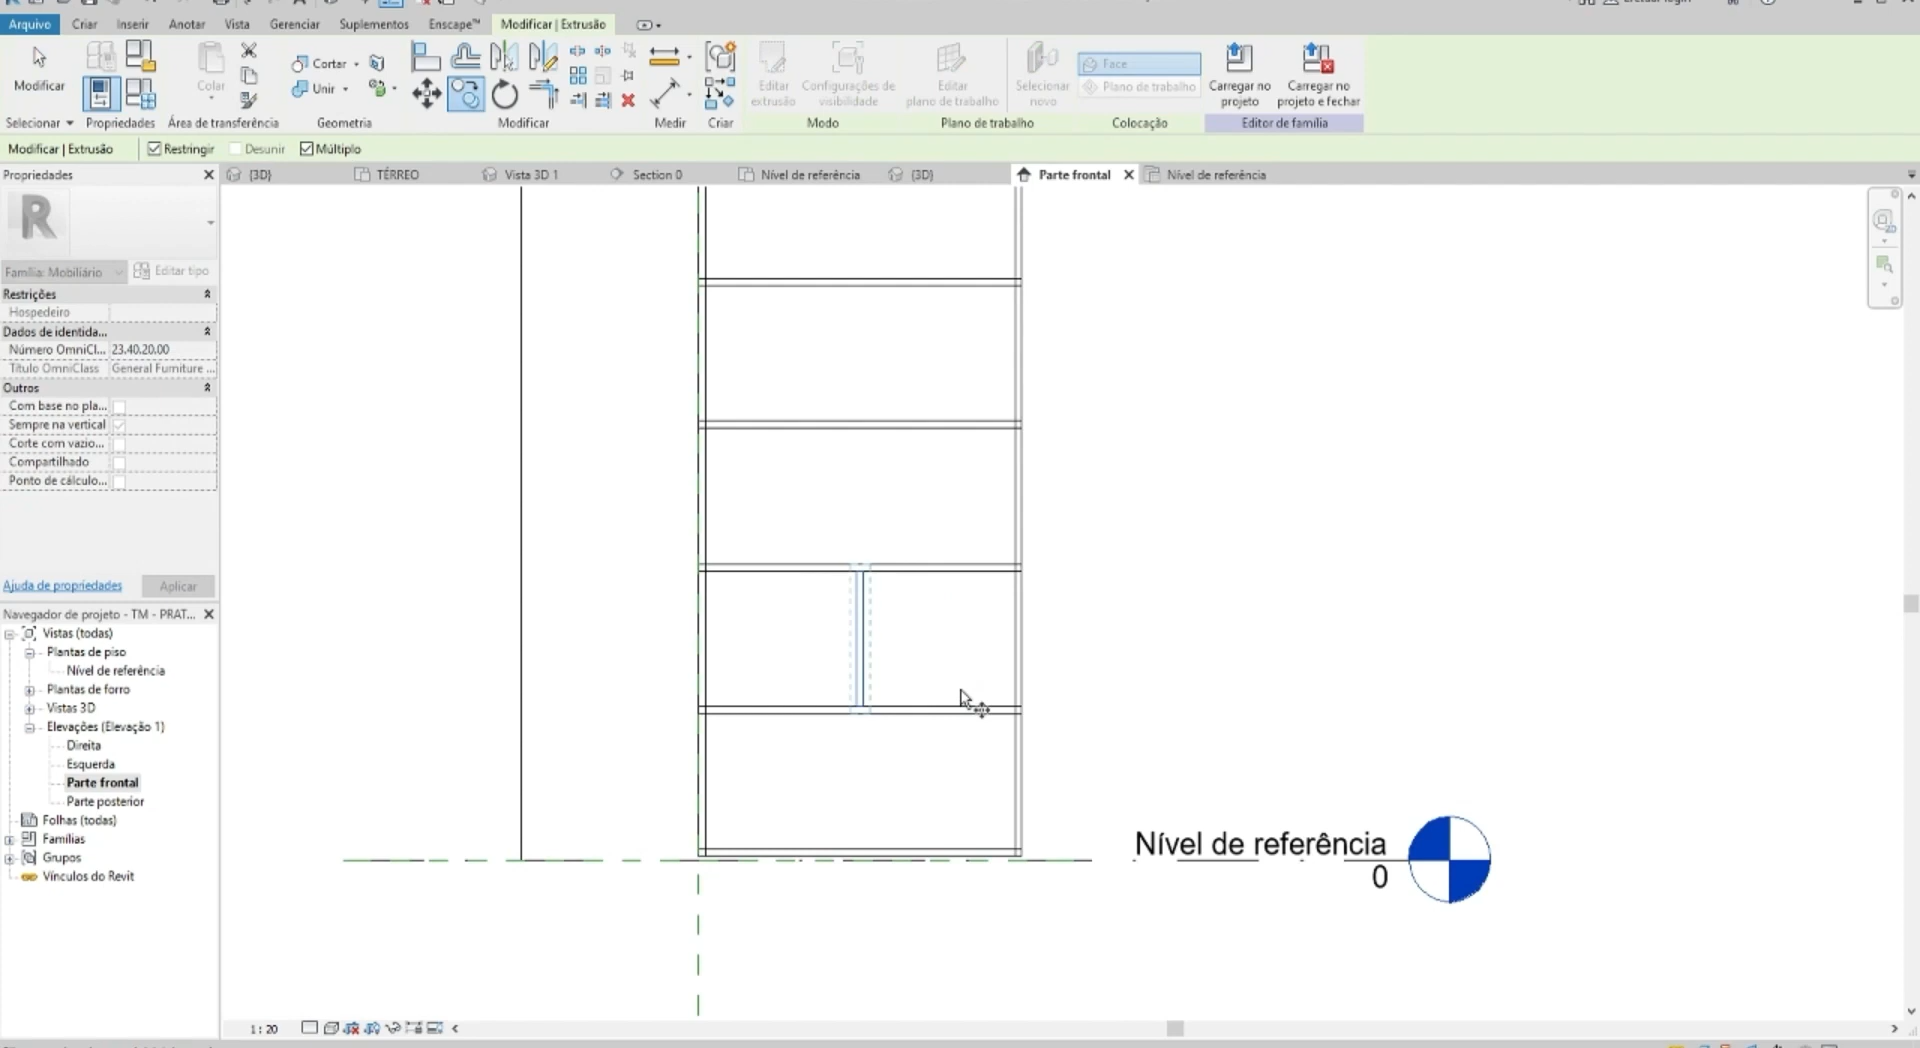 Arquivo Criar Inserir Anotar Vista Gerenciar Suplementos Enscape™ Modificar | Extrusão
Modificar Colar Cortar Unir Editar extrusão Configurações de visibilidade Editar plano de trabalho Selecionar novo Face Plano de trabalho Carregar no projeto Carregar no projeto e fechar
Selecionar Propriedades Área de transferência Geometria Modificar Medir Criar Modo Plano de trabalho Colocação Editor de família
Modificar | Extrusão Restringir Desunir Múltiplo
Propriedades {3D} TÉRREO Vista 3D 1 Section 0 Nível de referência {3D} Parte frontal Nível de referência
R
Família: Mobiliário Editar tipo
Restrições
Hospedeiro
Dados de identida...
Número OmniCl... 23.40.20.00
Título OmniClass General Furniture ...
Outros
Com base no pla...
Sempre na vertical
Corte com vazio...
Compartilhado
Ponto de cálculo...
Ajuda de propriedades Aplicar
Navegador de projeto - TM - PRAT...
Vistas (todas)
Plantas de piso
Nível de referência
Plantas de forro
Vistas 3D
Elevações (Elevação 1)
Direita
Esquerda
Parte frontal
Parte posterior
Folhas (todas)
Famílias
Grupos
Vínculos do Revit
Nível de referência
0
1 : 20